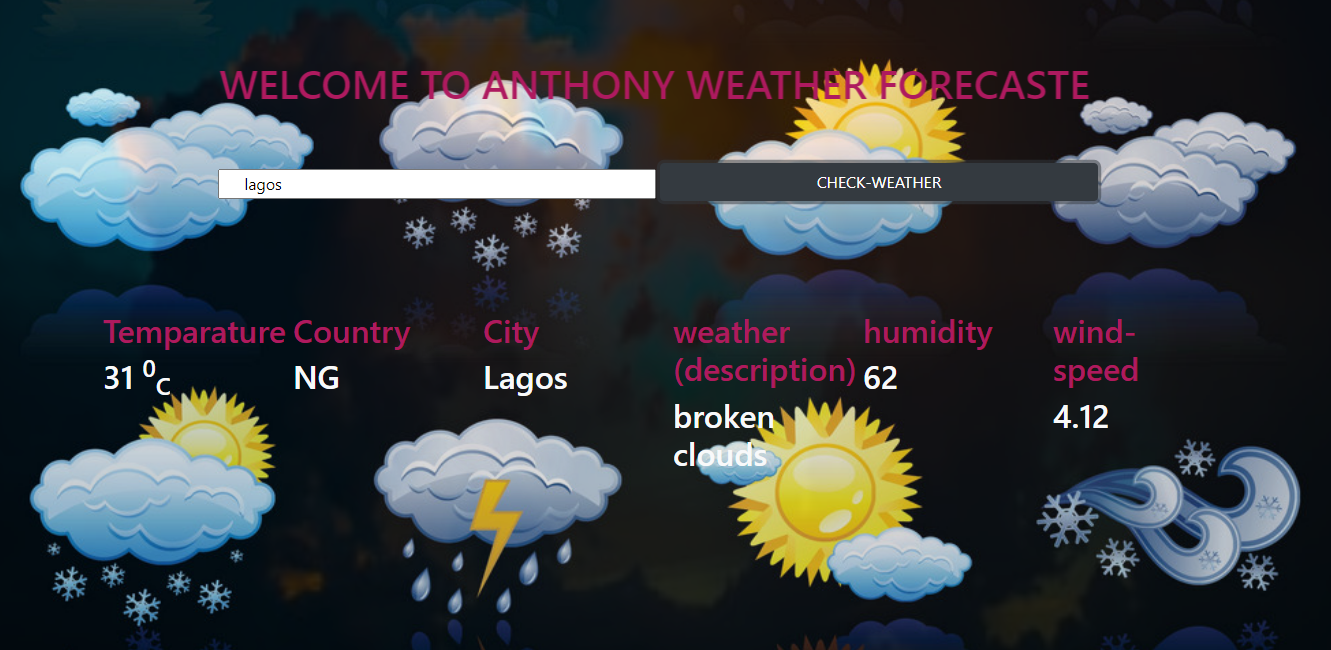 WELCOME TO ANTHONY WEATHER FORECASTE
lagos
CHECK-WEATHER
Temparature
31 ⁰c
Country
NG
City
Lagos
weather
(description)
broken
clouds
humidity
62
wind-
speed
4.12